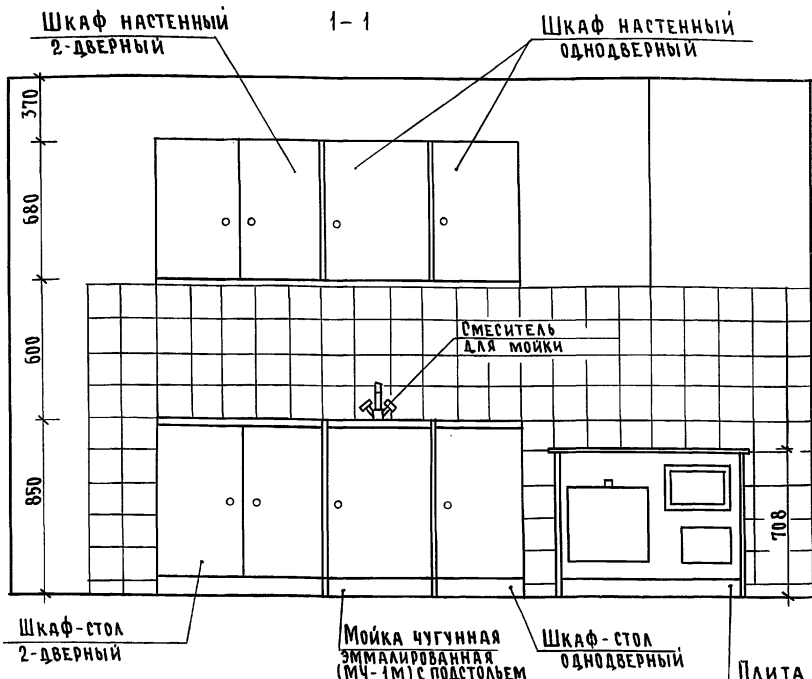 Шкаф настенный
2-дверный
1-1
Шкаф настенный
однодверный
370
680
600
850
Смеситель
для мойки
708
Шкаф-стол
2-дверный
Мойка чугунная
эммалированная
(МЧ-1М) с подстольем
Шкаф-стол
однодверный
Плита